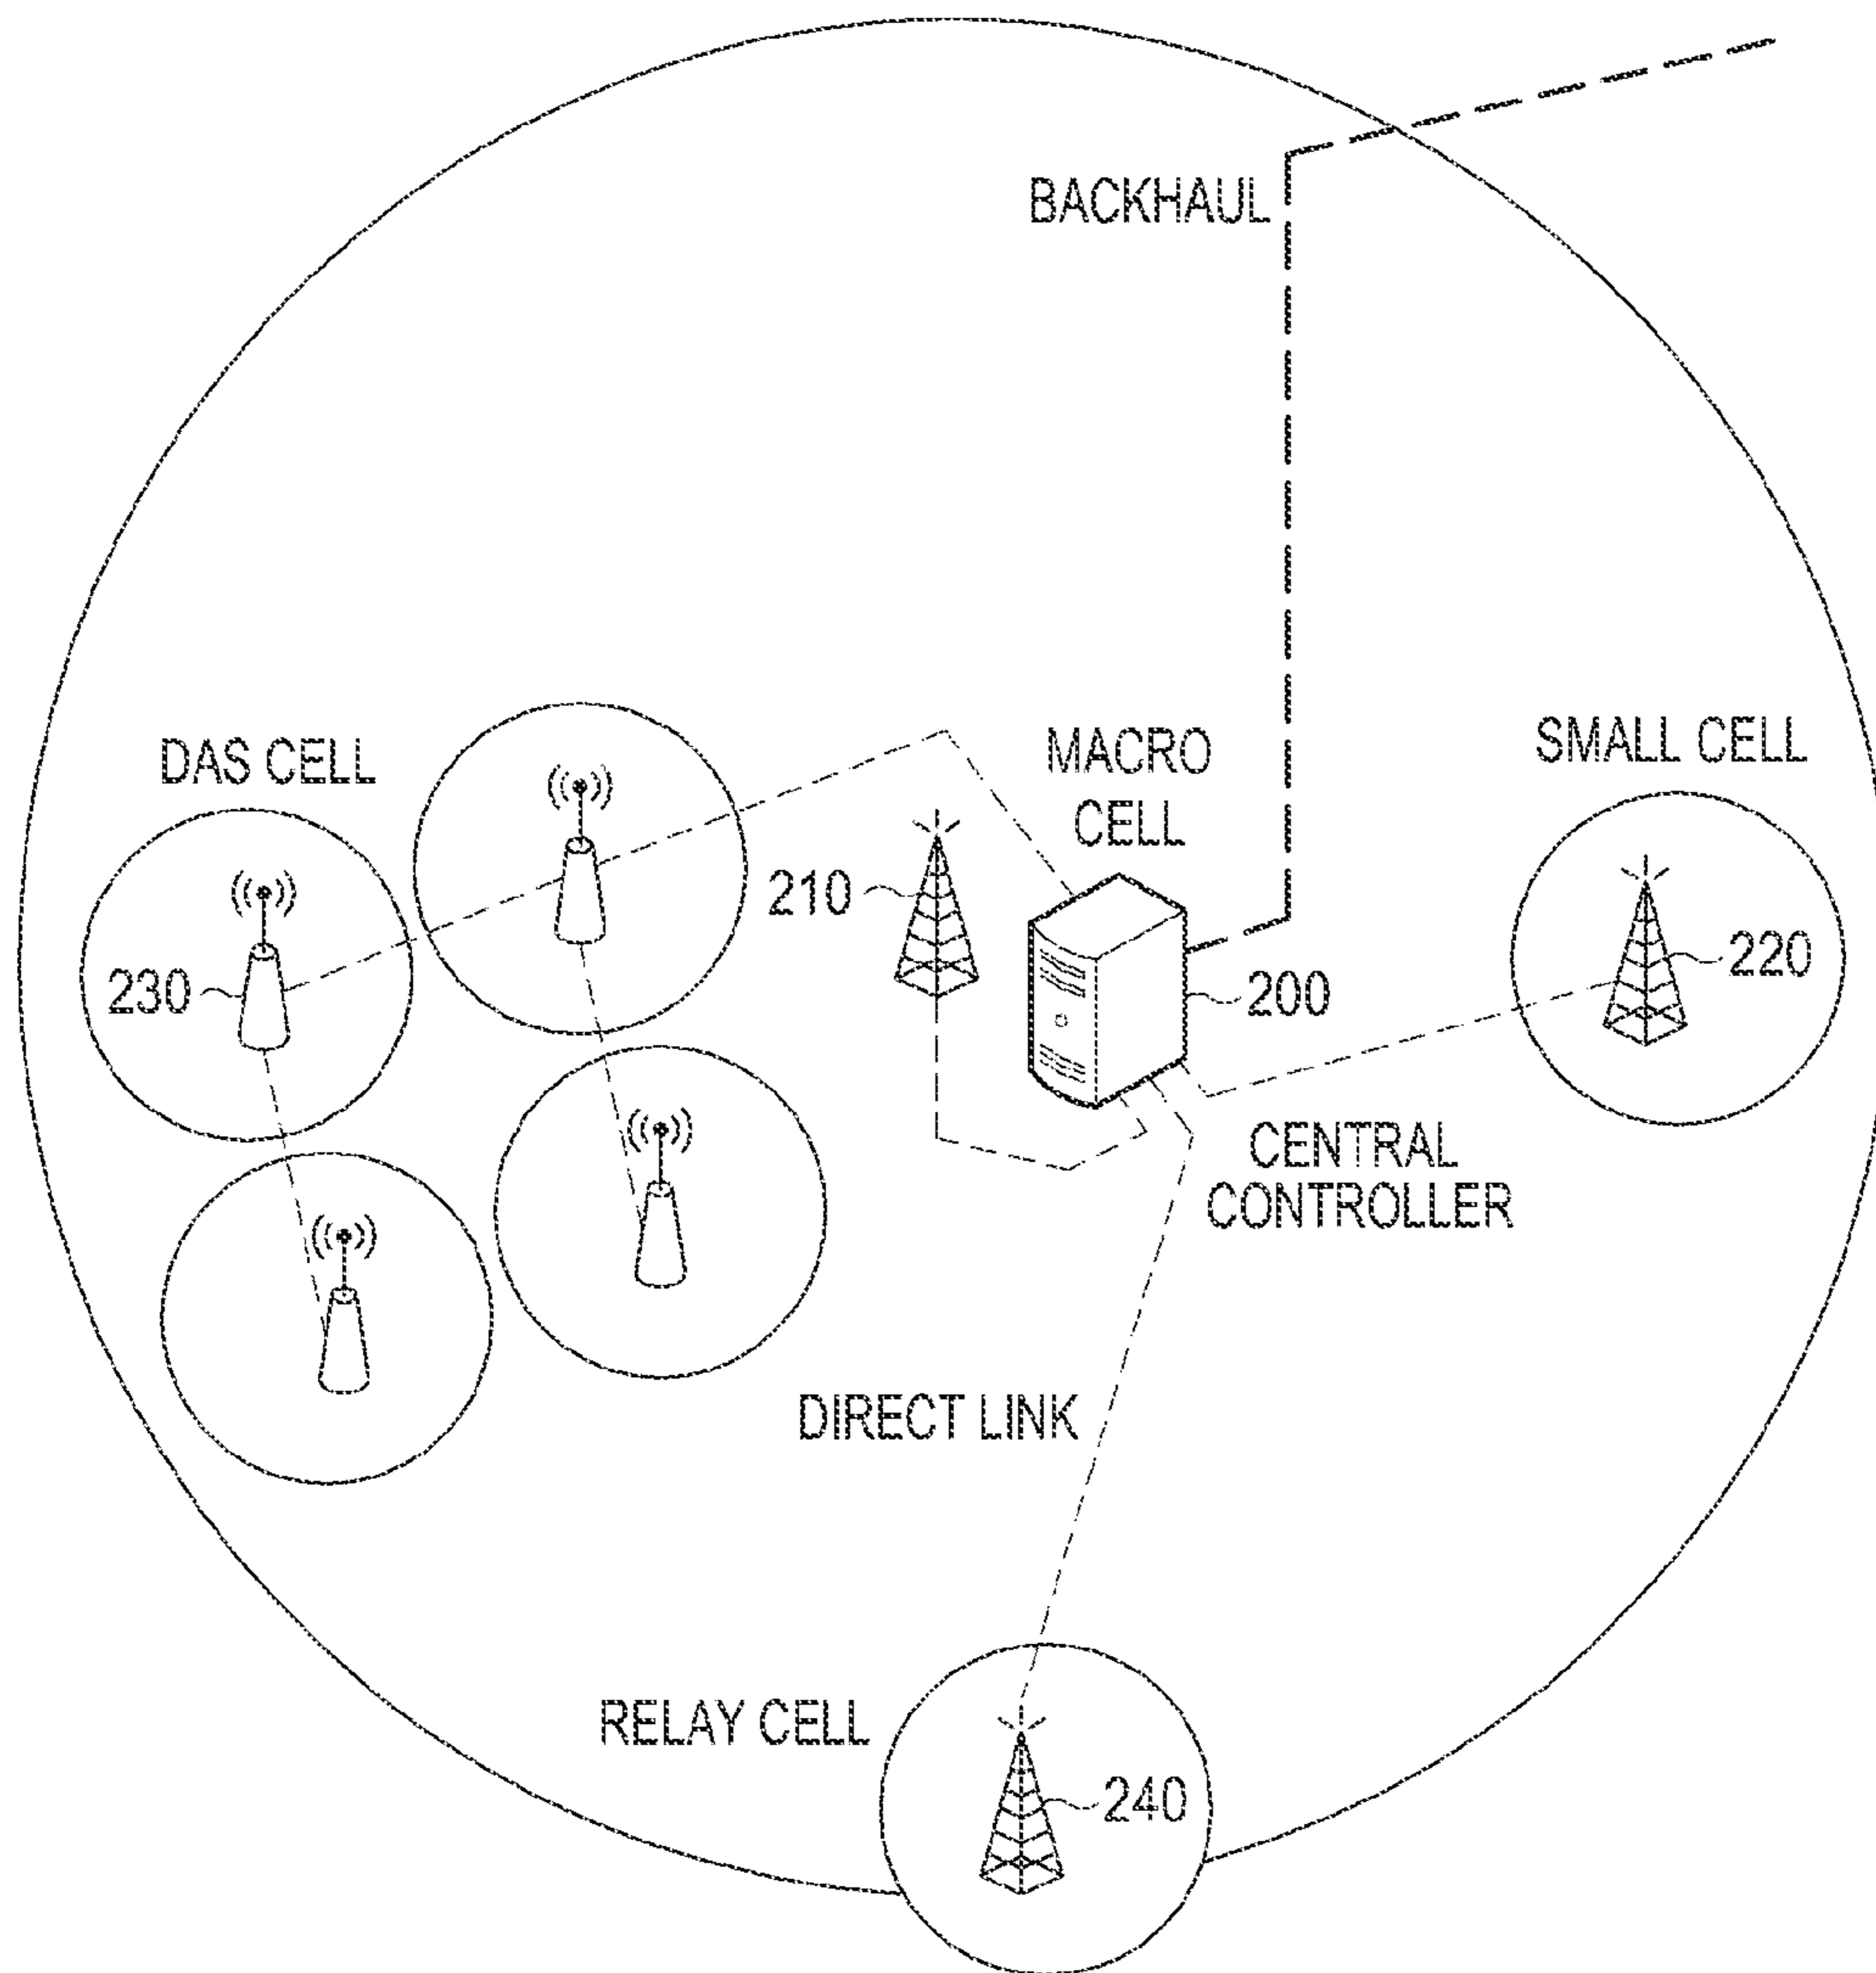 BACKHAUL
DAS CELL
MACRO
CELL
SMALL CELL
210
230
200
220
CENTRAL
CONTROLLER
DIRECT LINK
RELAY CELL
240